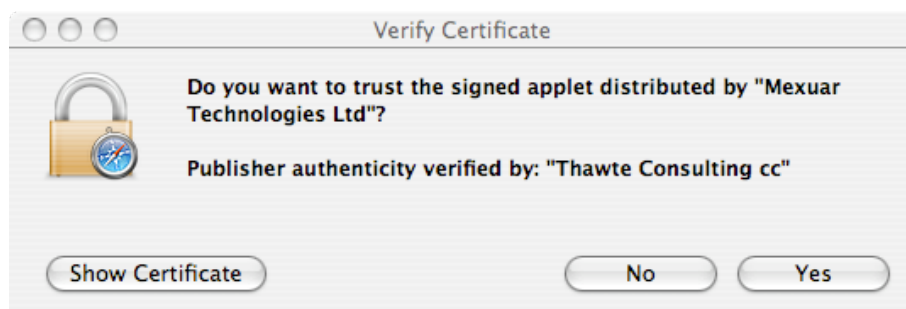 Verify Certificate
Do you want to trust the signed applet distributed by "Mexuar
Technologies Ltd"?
Publisher authenticity verified by: "Thawte Consulting cc"
Show Certificate
No
Yes